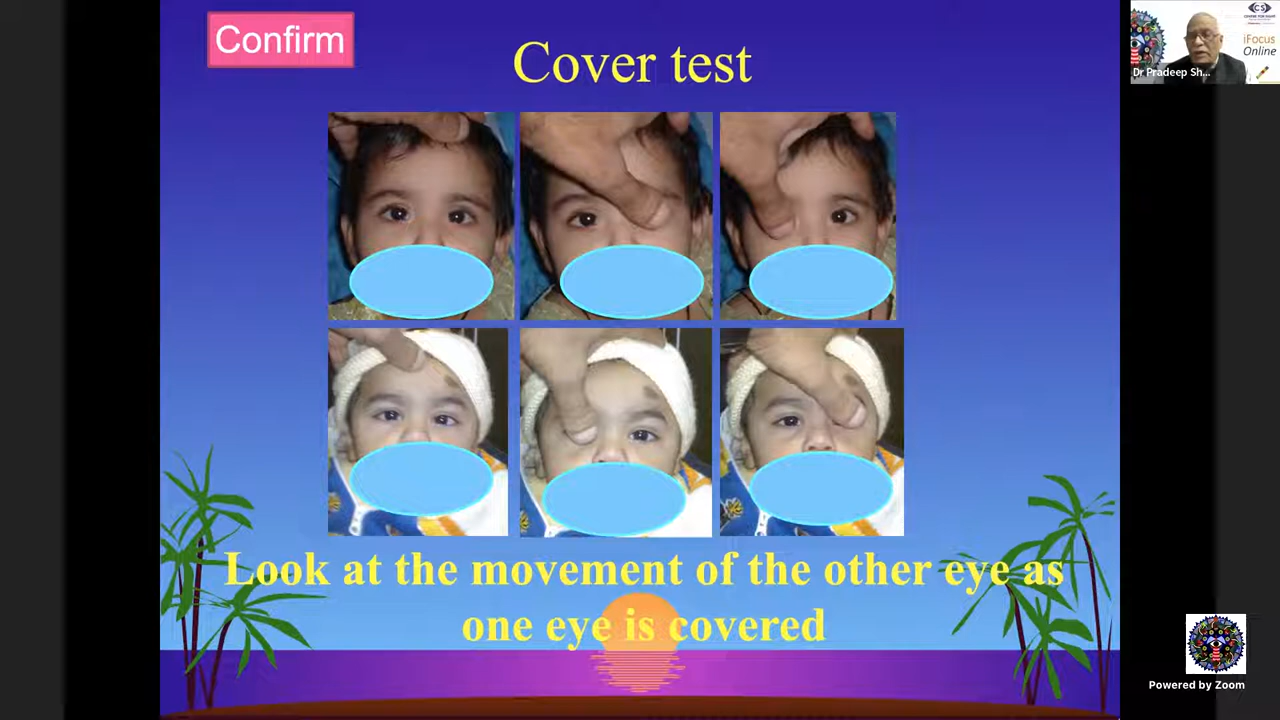 Confirm
Cover test
Look at the movement of the other eye as
one eye is covered
Dr Pradeep Sh...
CS
iFocus
Online
Powered by Zoom